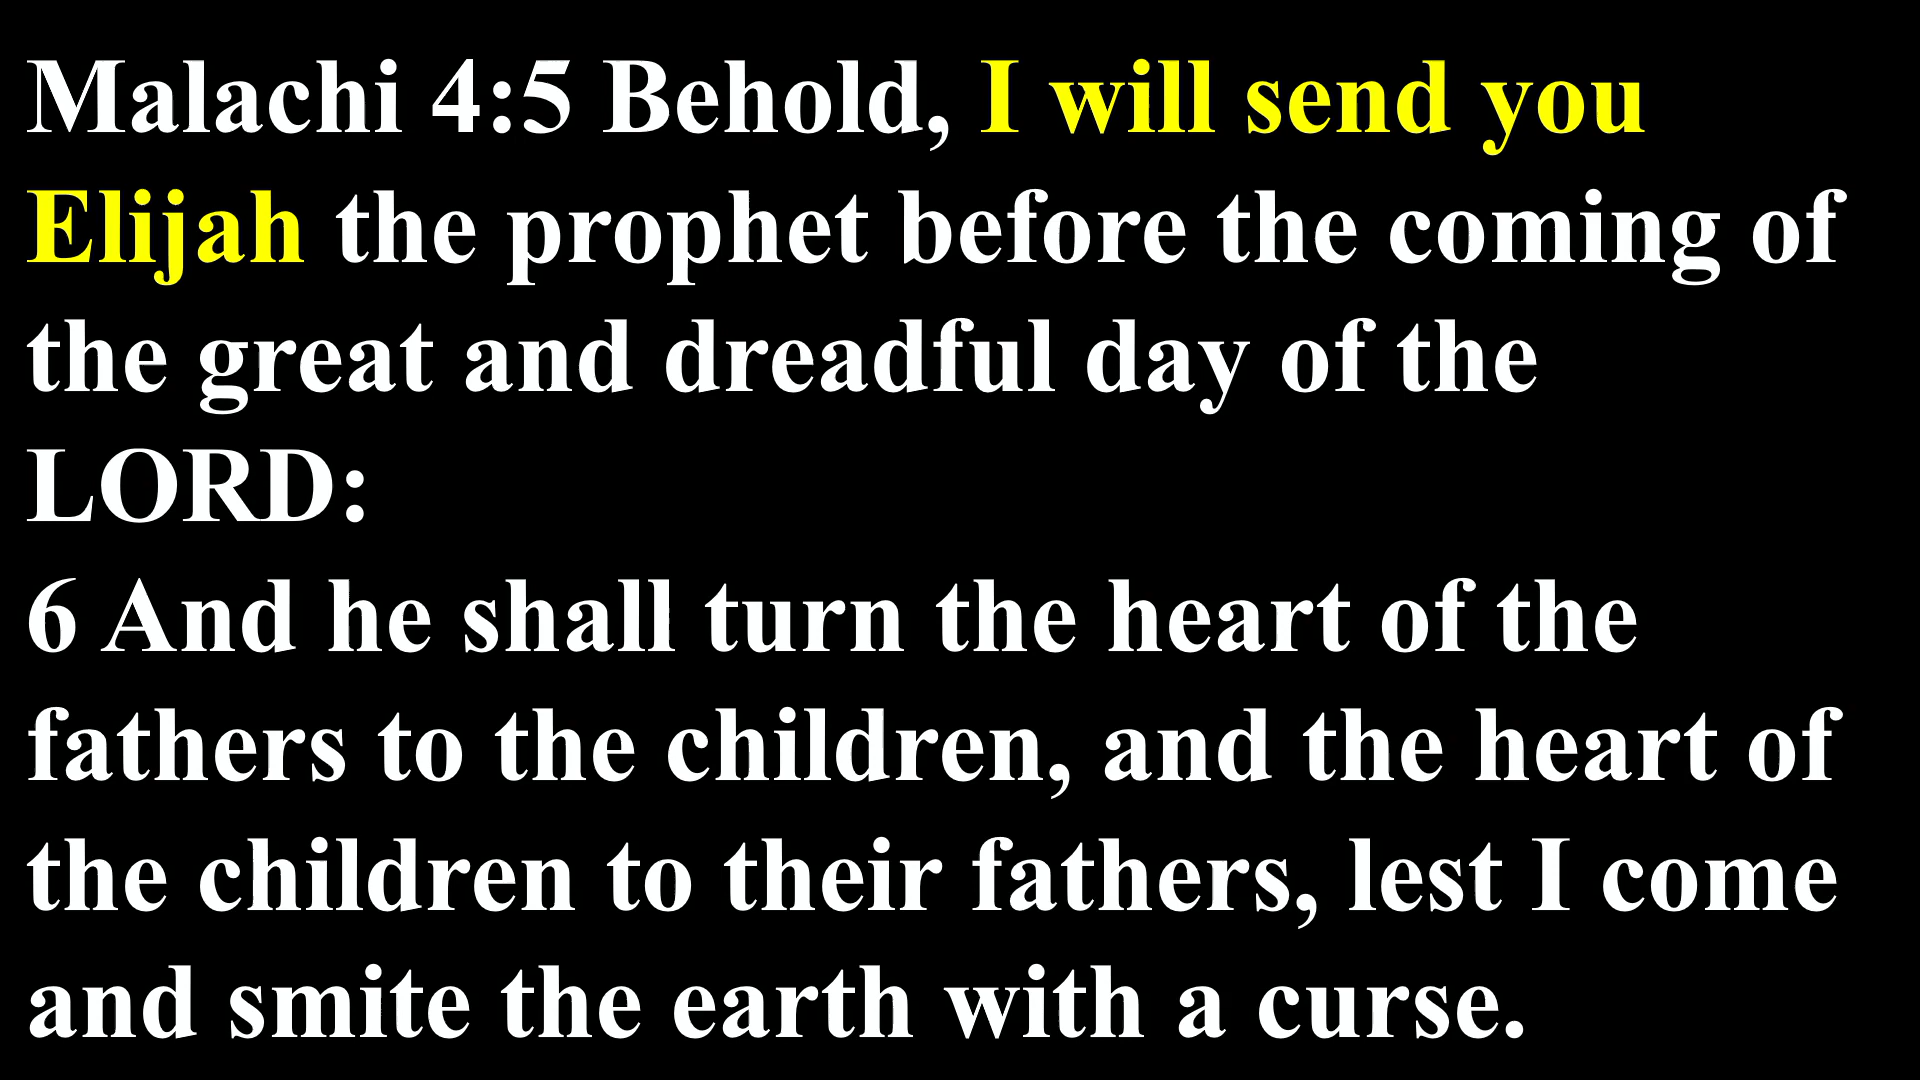 Malachi 4:5 Behold, I will send you
Elijah the prophet before the coming of
the great and dreadful day of the
LORD:
6 And he shall turn the heart of the
fathers to the children, and the heart of
the children to their fathers, lest I come
and smite the earth with a curse.